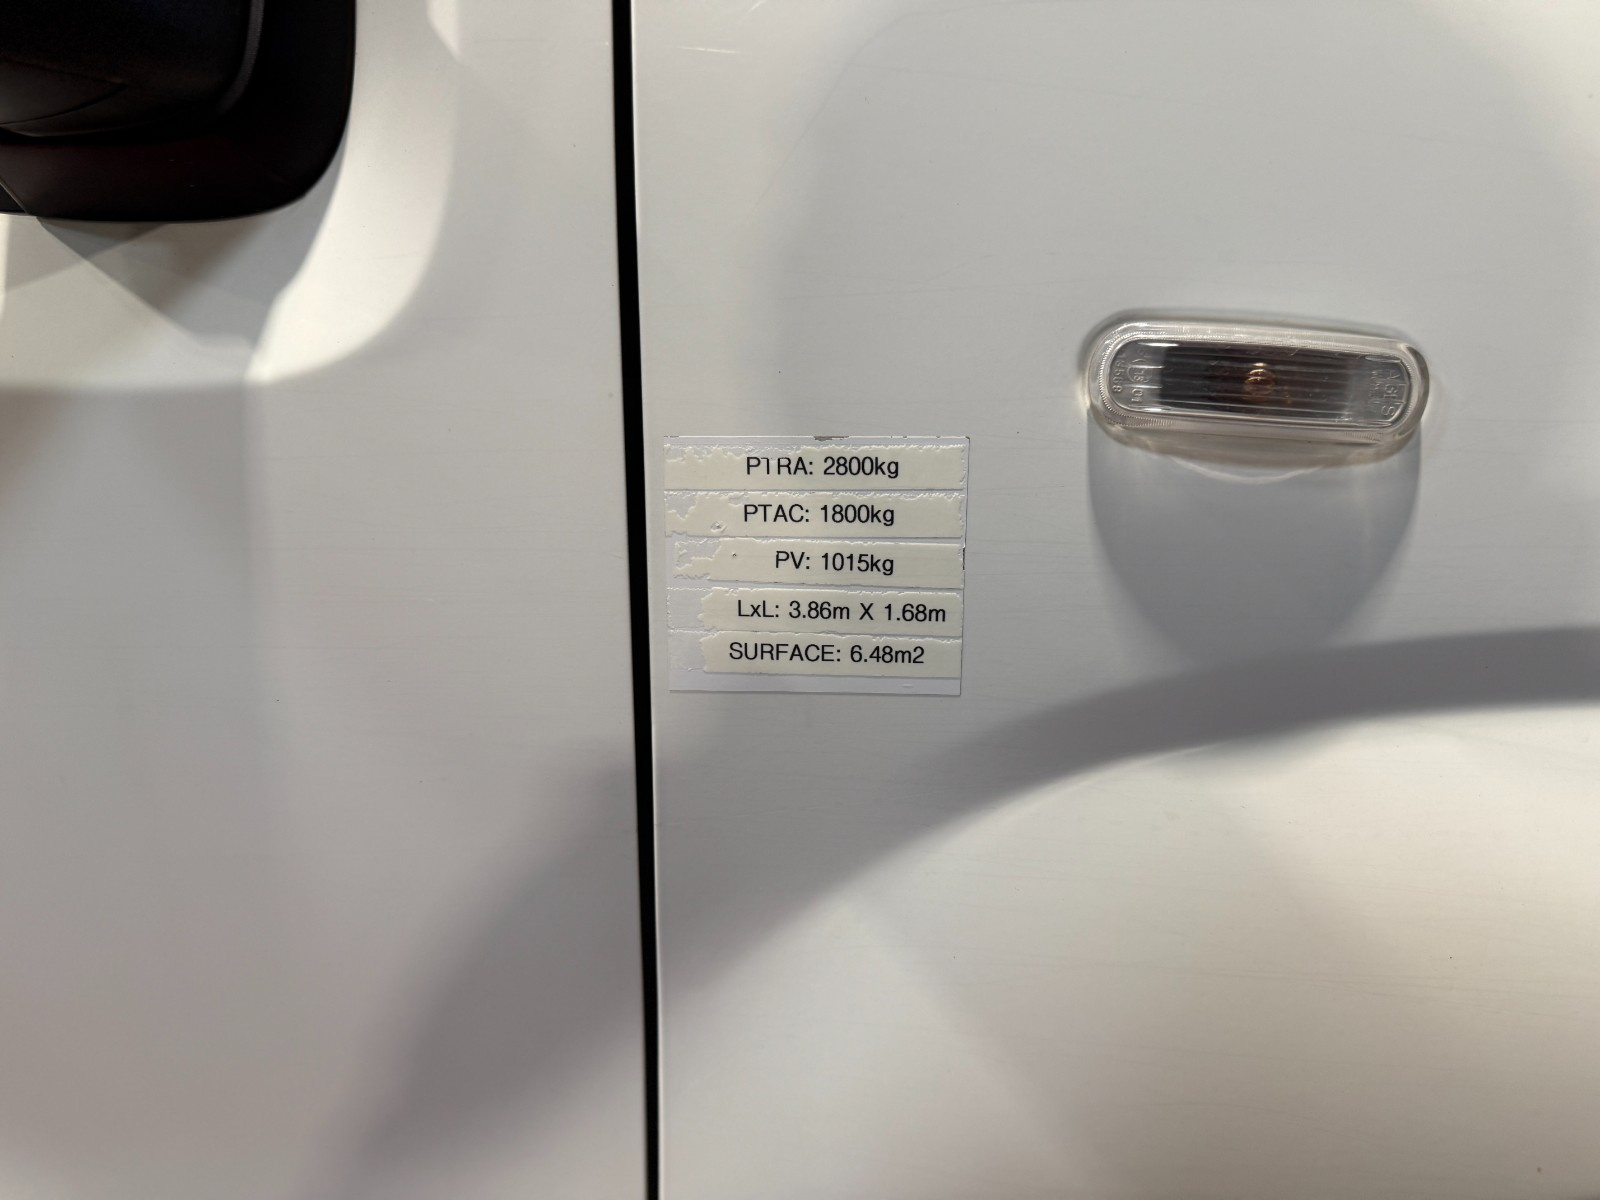 PTRA: 2800kg
PTAC: 1800kg
PV: 1015kg
LxL: 3.86m X 1.68m
SURFACE: 6.48m2